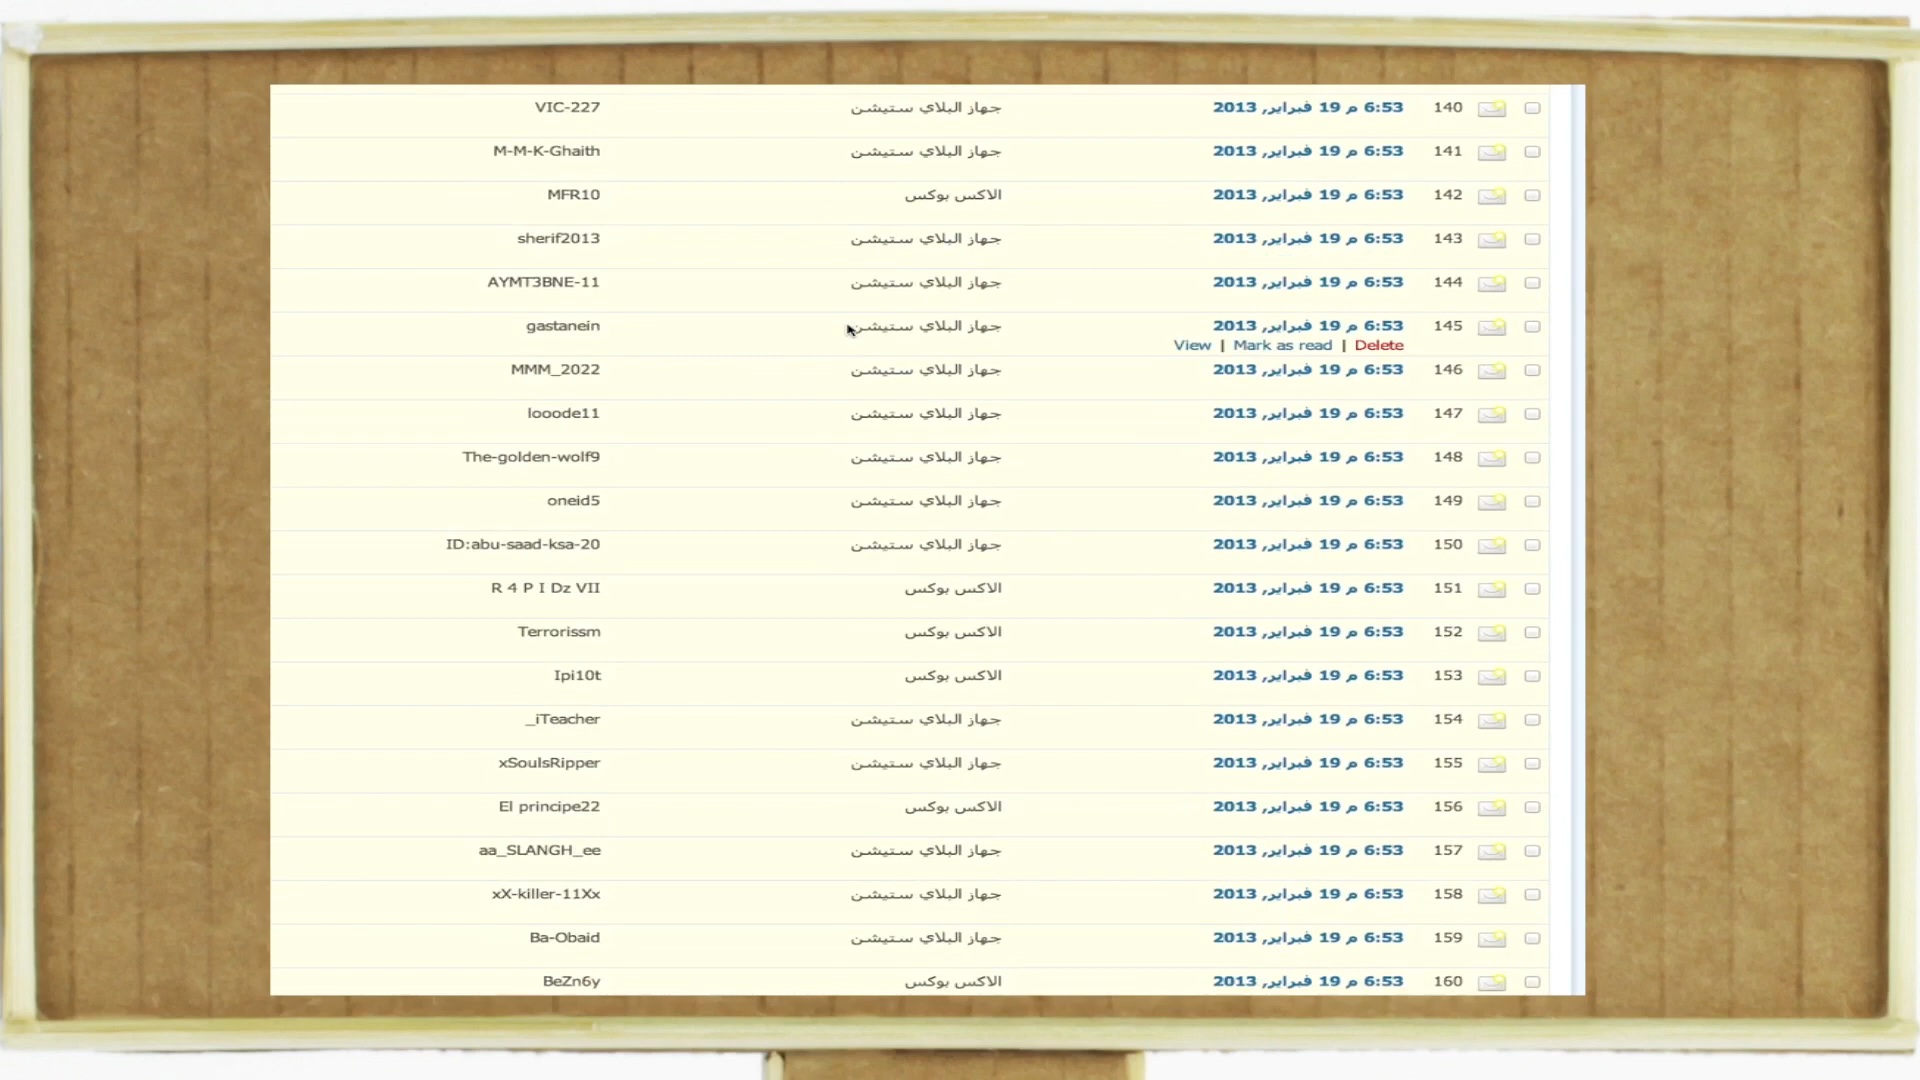 140 6:53 م 19 فبراير, 2013 جهاز البلاي ستيشن VIC-227
141 6:53 م 19 فبراير, 2013 جهاز البلاي ستيشن M-M-K-Ghaith
142 6:53 م 19 فبراير, 2013 الاكس بوكس MFR10
143 6:53 م 19 فبراير, 2013 جهاز البلاي ستيشن sherif2013
144 6:53 م 19 فبراير, 2013 جهاز البلاي ستيشن AYMT3BNE-11
145 6:53 م 19 فبراير, 2013 جهاز البلاي ستيشن gastanein
View | Mark as read | Delete
146 6:53 م 19 فبراير, 2013 جهاز البلاي ستيشن MMM_2022
147 6:53 م 19 فبراير, 2013 جهاز البلاي ستيشن looode11
148 6:53 م 19 فبراير, 2013 جهاز البلاي ستيشن The-golden-wolf9
149 6:53 م 19 فبراير, 2013 جهاز البلاي ستيشن oneid5
150 6:53 م 19 فبراير, 2013 جهاز البلاي ستيشن ID:abu-saad-ksa-20
151 6:53 م 19 فبراير, 2013 الاكس بوكس R 4 P I Dz VII
152 6:53 م 19 فبراير, 2013 الاكس بوكس Terrorissm
153 6:53 م 19 فبراير, 2013 الاكس بوكس Ipi10t
154 6:53 م 19 فبراير, 2013 جهاز البلاي ستيشن _iTeacher
155 6:53 م 19 فبراير, 2013 جهاز البلاي ستيشن xSoulsRipper
156 6:53 م 19 فبراير, 2013 الاكس بوكس El principe22
157 6:53 م 19 فبراير, 2013 جهاز البلاي ستيشن aa_SLANGH_ee
158 6:53 م 19 فبراير, 2013 جهاز البلاي ستيشن xX-killer-11Xx
159 6:53 م 19 فبراير, 2013 جهاز البلاي ستيشن Ba-Obaid
160 6:53 م 19 فبراير, 2013 الاكس بوكس BeZn6y